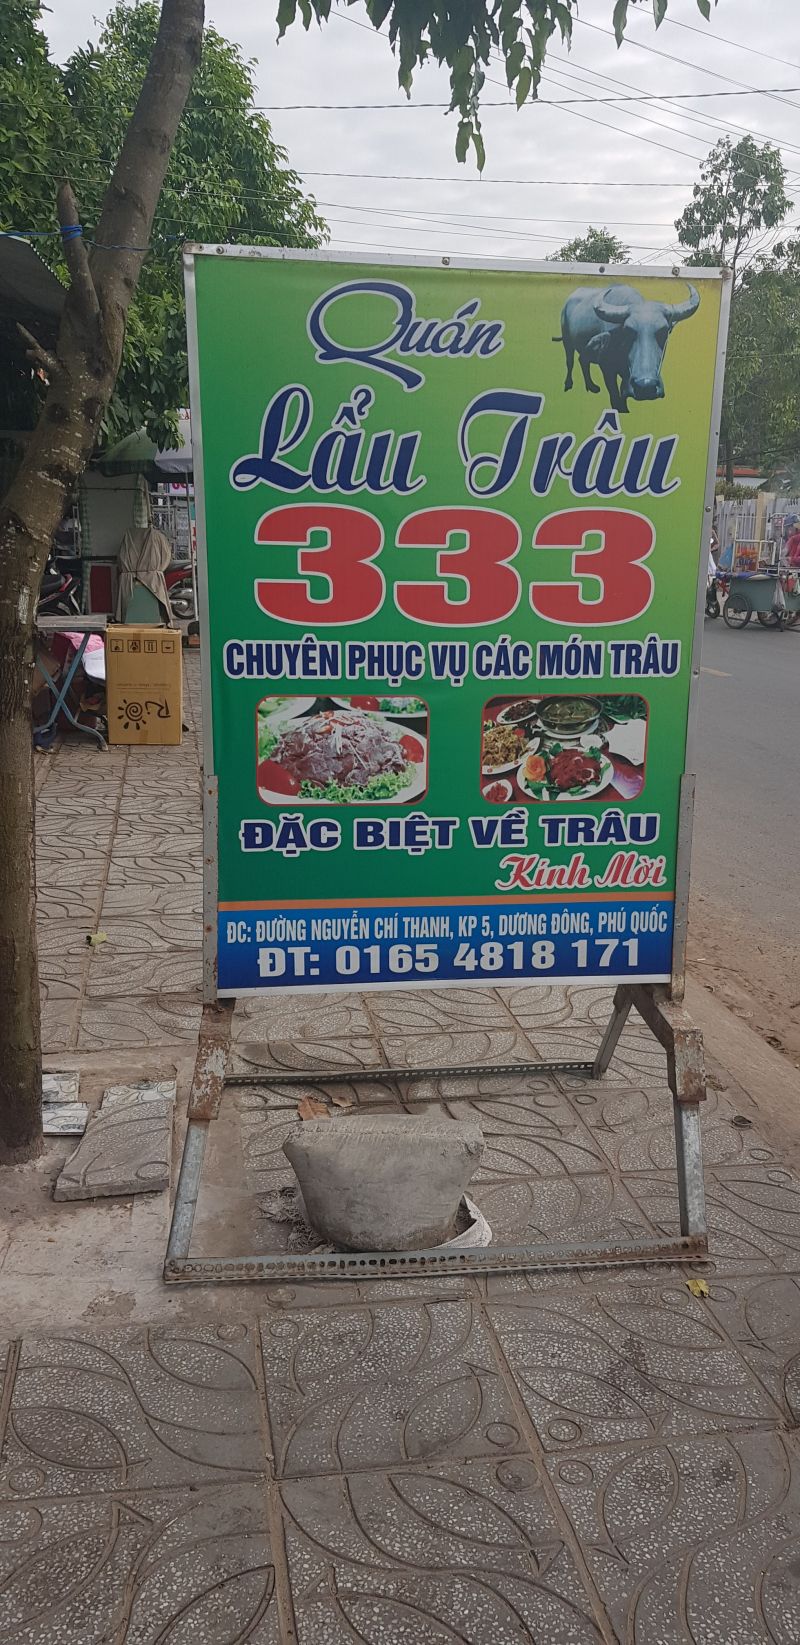 Quán
Lẩu Trâu
333
CHUYÊN PHỤC VỤ CÁC MÓN TRÂU
ĐẶC BIỆT VỀ TRÂU
Kính Mời
ĐC: ĐƯỜNG NGUYỄN CHÍ THANH, KP 5, DƯƠNG ĐÔNG, PHÚ QUỐC
ĐT: 0165 4818 171